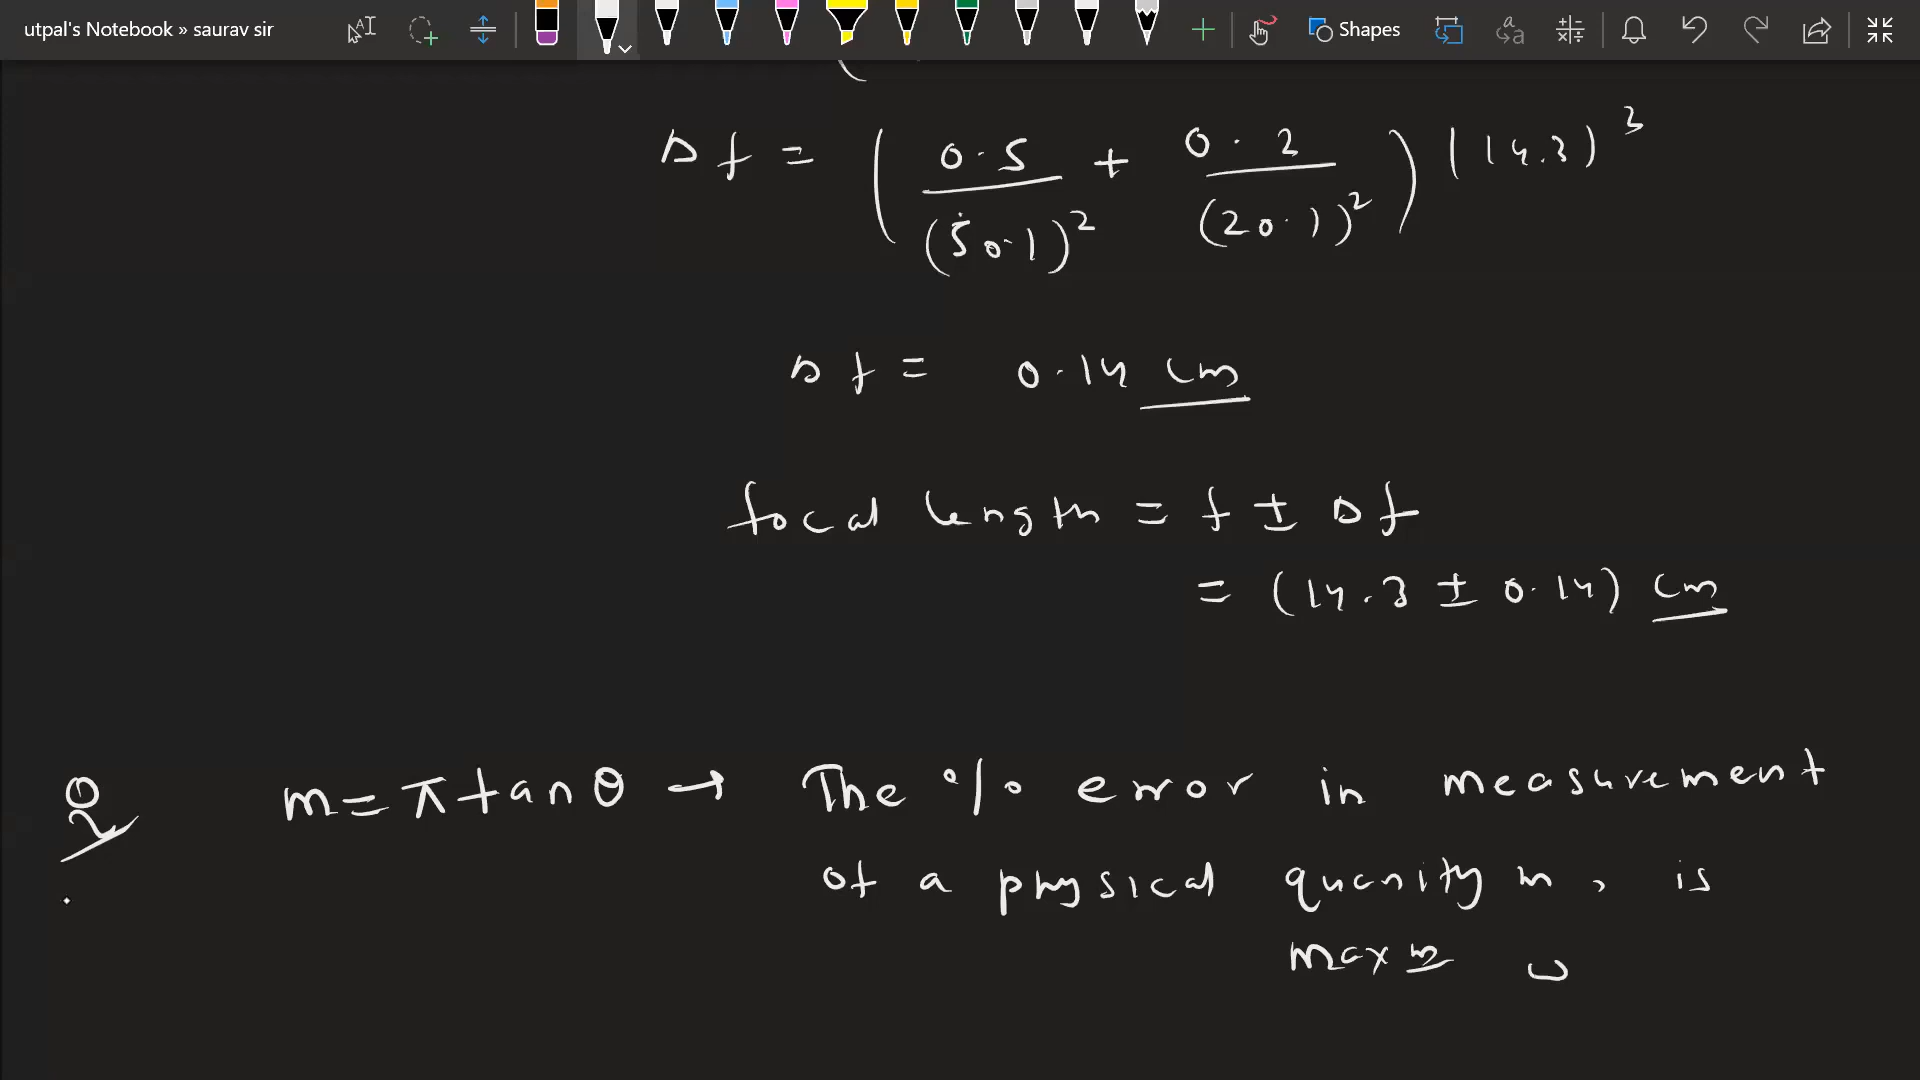 utpal's Notebook » saurav sir
Shapes
Δf = (0.5/(50.1)² + 0.2/(20.1)²) (14.3)³
Δf = 0.14 cm
focal length = f ± Δf
= (14.3 ± 0.14) cm
Q m = π tan θ → The % error in measurement
of a physical quanity m, is
maxm w